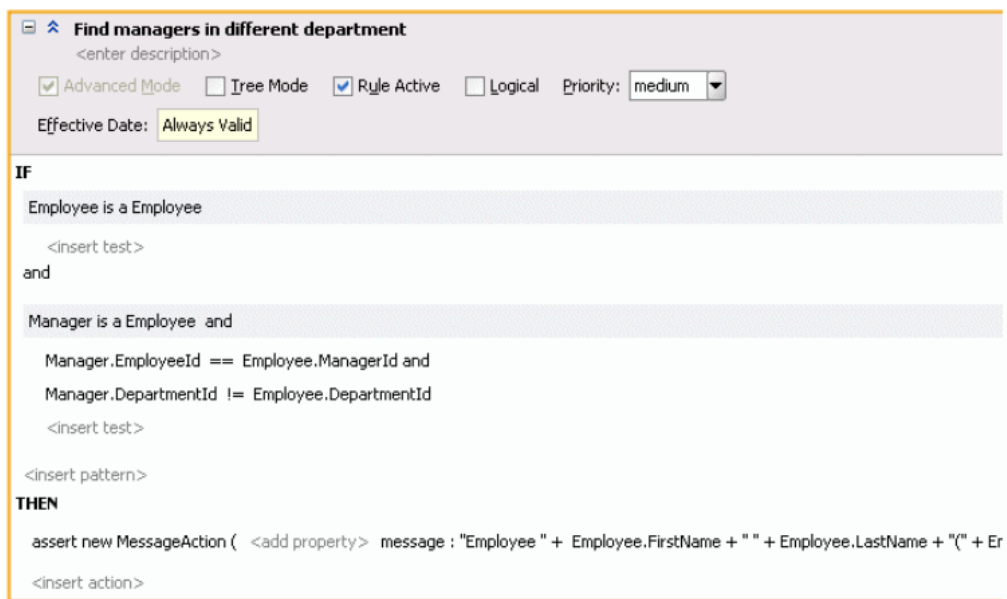 Find managers in different department
<enter description>
Advanced Mode Tree Mode Rule Active Logical Priority: medium
Effective Date: Always Valid
IF
Employee is a Employee
<insert test>
and
Manager is a Employee and
Manager.EmployeeId == Employee.ManagerId and
Manager.DepartmentId != Employee.DepartmentId
<insert test>
<insert pattern>
THEN
assert new MessageAction ( <add property> message : "Employee " + Employee.FirstName + " " + Employee.LastName + "(" +
<insert action>